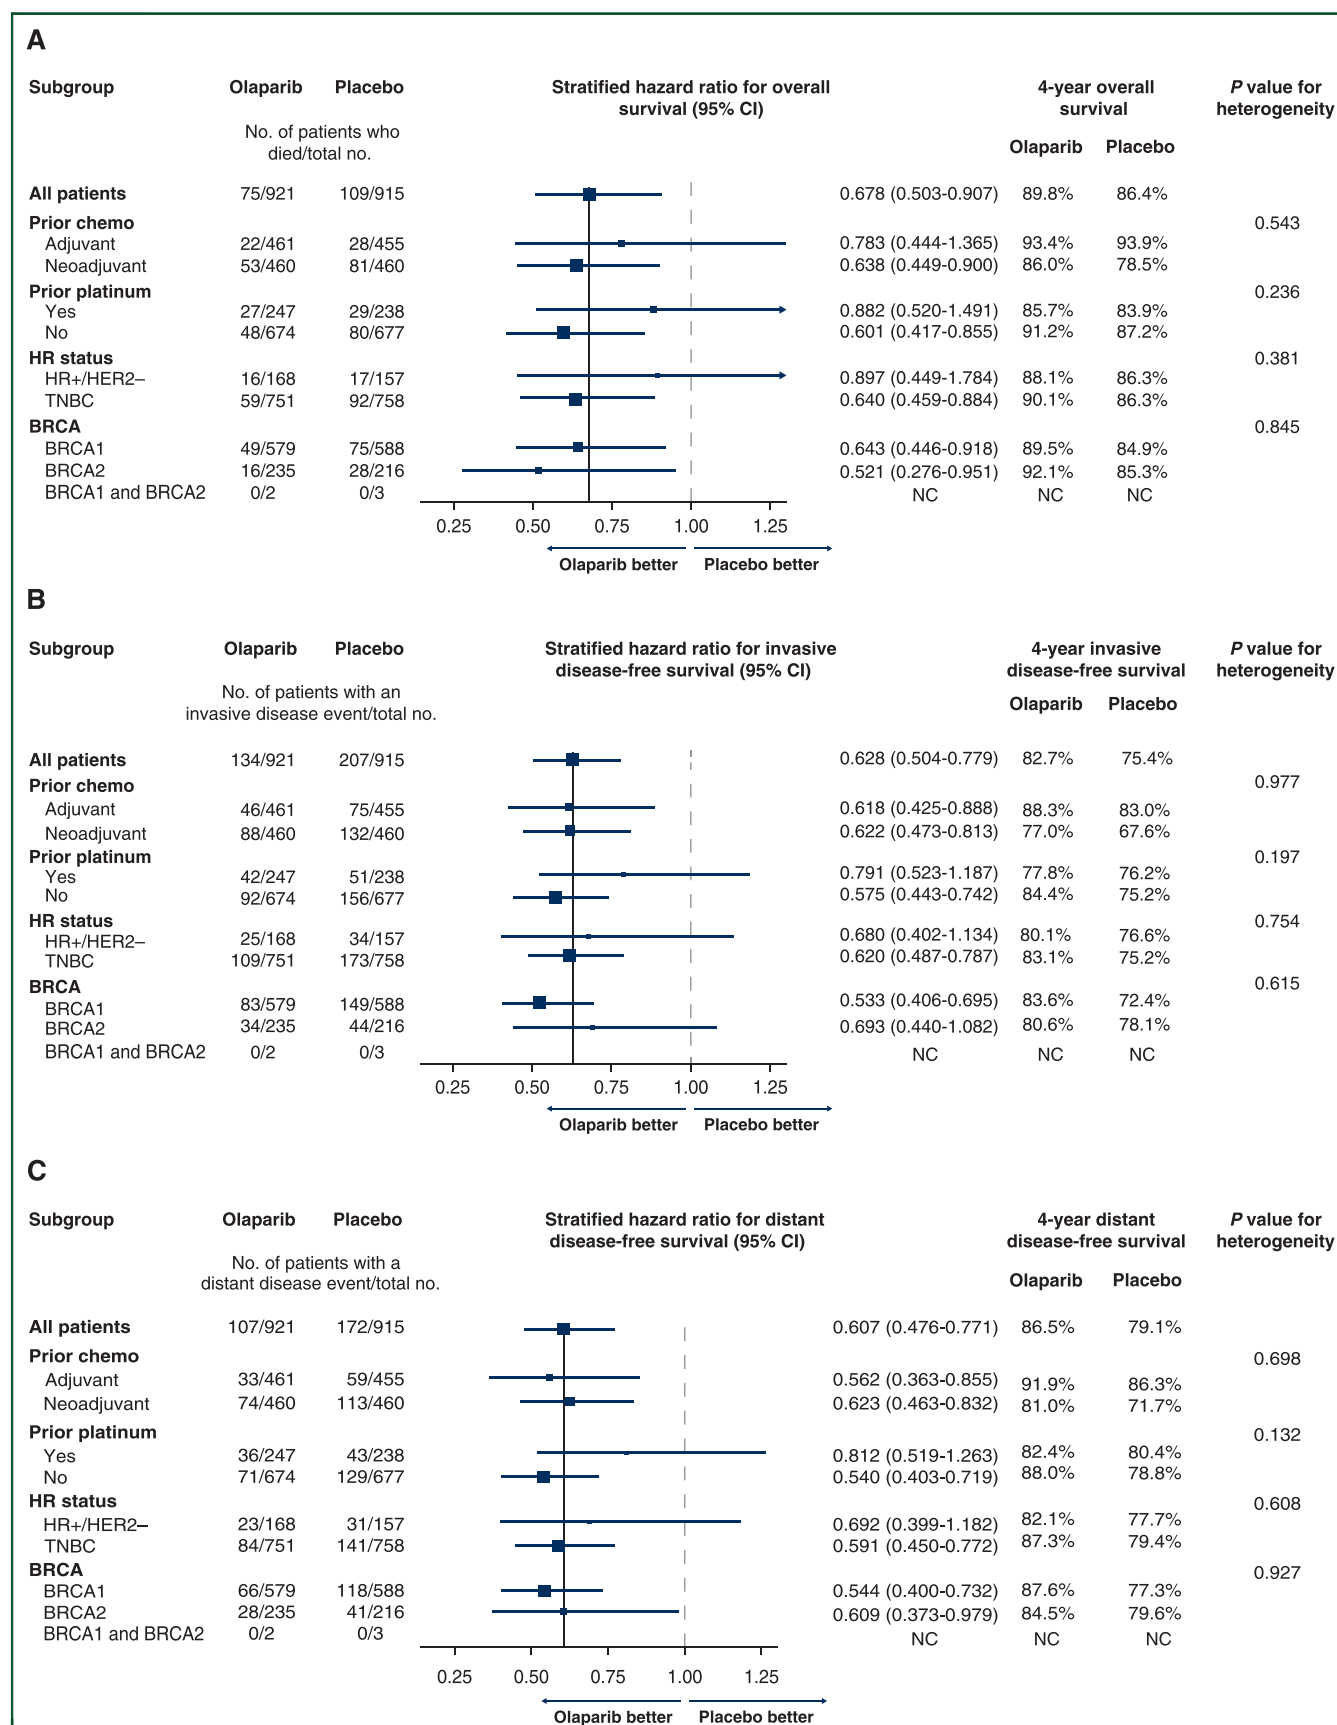 A
Subgroup Olaparib Placebo Stratified hazard ratio for overall 4-year overall P value for
survival (95% CI) survival heterogeneity
No. of patients who
died/total no.
Olaparib Placebo
All patients 75/921 109/915 0.678 (0.503-0.907) 89.8% 86.4%
Prior chemo 0.543
Adjuvant 22/461 28/455 0.783 (0.444-1.365) 93.4% 93.9%
Neoadjuvant 53/460 81/460 0.638 (0.449-0.900) 86.0% 78.5%
Prior platinum 0.236
Yes 27/247 29/238 0.882 (0.520-1.491) 85.7% 83.9%
No 48/674 80/677 0.601 (0.417-0.855) 91.2% 87.2%
HR status 0.381
HR+/HER2– 16/168 17/157 0.897 (0.449-1.784) 88.1% 86.3%
TNBC 59/751 92/758 0.640 (0.459-0.884) 90.1% 86.3%
BRCA 0.845
BRCA1 49/579 75/588 0.643 (0.446-0.918) 89.5% 84.9%
BRCA2 16/235 28/216 0.521 (0.276-0.951) 92.1% 85.3%
BRCA1 and BRCA2 0/2 0/3 NC NC NC
0.25 0.50 0.75 1.00 1.25
Olaparib better Placebo better
B
Subgroup Olaparib Placebo Stratified hazard ratio for invasive 4-year invasive P value for
disease-free survival (95% CI) disease-free survival heterogeneity
No. of patients with an
invasive disease event/total no.
Olaparib Placebo
All patients 134/921 207/915 0.628 (0.504-0.779) 82.7% 75.4%
Prior chemo 0.977
Adjuvant 46/461 75/455 0.618 (0.425-0.888) 88.3% 83.0%
Neoadjuvant 88/460 132/460 0.622 (0.473-0.813) 77.0% 67.6%
Prior platinum 0.197
Yes 42/247 51/238 0.791 (0.523-1.187) 77.8% 76.2%
No 92/674 156/677 0.575 (0.443-0.742) 84.4% 75.2%
HR status 0.754
HR+/HER2– 25/168 34/157 0.680 (0.402-1.134) 80.1% 76.6%
TNBC 109/751 173/758 0.620 (0.487-0.787) 83.1% 75.2%
BRCA 0.615
BRCA1 83/579 149/588 0.533 (0.406-0.695) 83.6% 72.4%
BRCA2 34/235 44/216 0.693 (0.440-1.082) 80.6% 78.1%
BRCA1 and BRCA2 0/2 0/3 NC NC NC
0.25 0.50 0.75 1.00 1.25
Olaparib better Placebo better
C
Subgroup Olaparib Placebo Stratified hazard ratio for distant 4-year distant P value for
disease-free survival (95% CI) disease-free survival heterogeneity
No. of patients with a
distant disease event/total no.
Olaparib Placebo
All patients 107/921 172/915 0.607 (0.476-0.771) 86.5% 79.1%
Prior chemo 0.698
Adjuvant 33/461 59/455 0.562 (0.363-0.855) 91.9% 86.3%
Neoadjuvant 74/460 113/460 0.623 (0.463-0.832) 81.0% 71.7%
Prior platinum 0.132
Yes 36/247 43/238 0.812 (0.519-1.263) 82.4% 80.4%
No 71/674 129/677 0.540 (0.403-0.719) 88.0% 78.8%
HR status 0.608
HR+/HER2– 23/168 31/157 0.692 (0.399-1.182) 82.1% 77.7%
TNBC 84/751 141/758 0.591 (0.450-0.772) 87.3% 79.4%
BRCA 0.927
BRCA1 66/579 118/588 0.544 (0.400-0.732) 87.6% 77.3%
BRCA2 28/235 41/216 0.609 (0.373-0.979) 84.5% 79.6%
BRCA1 and BRCA2 0/2 0/3 NC NC NC
0.25 0.50 0.75 1.00 1.25
Olaparib better Placebo better